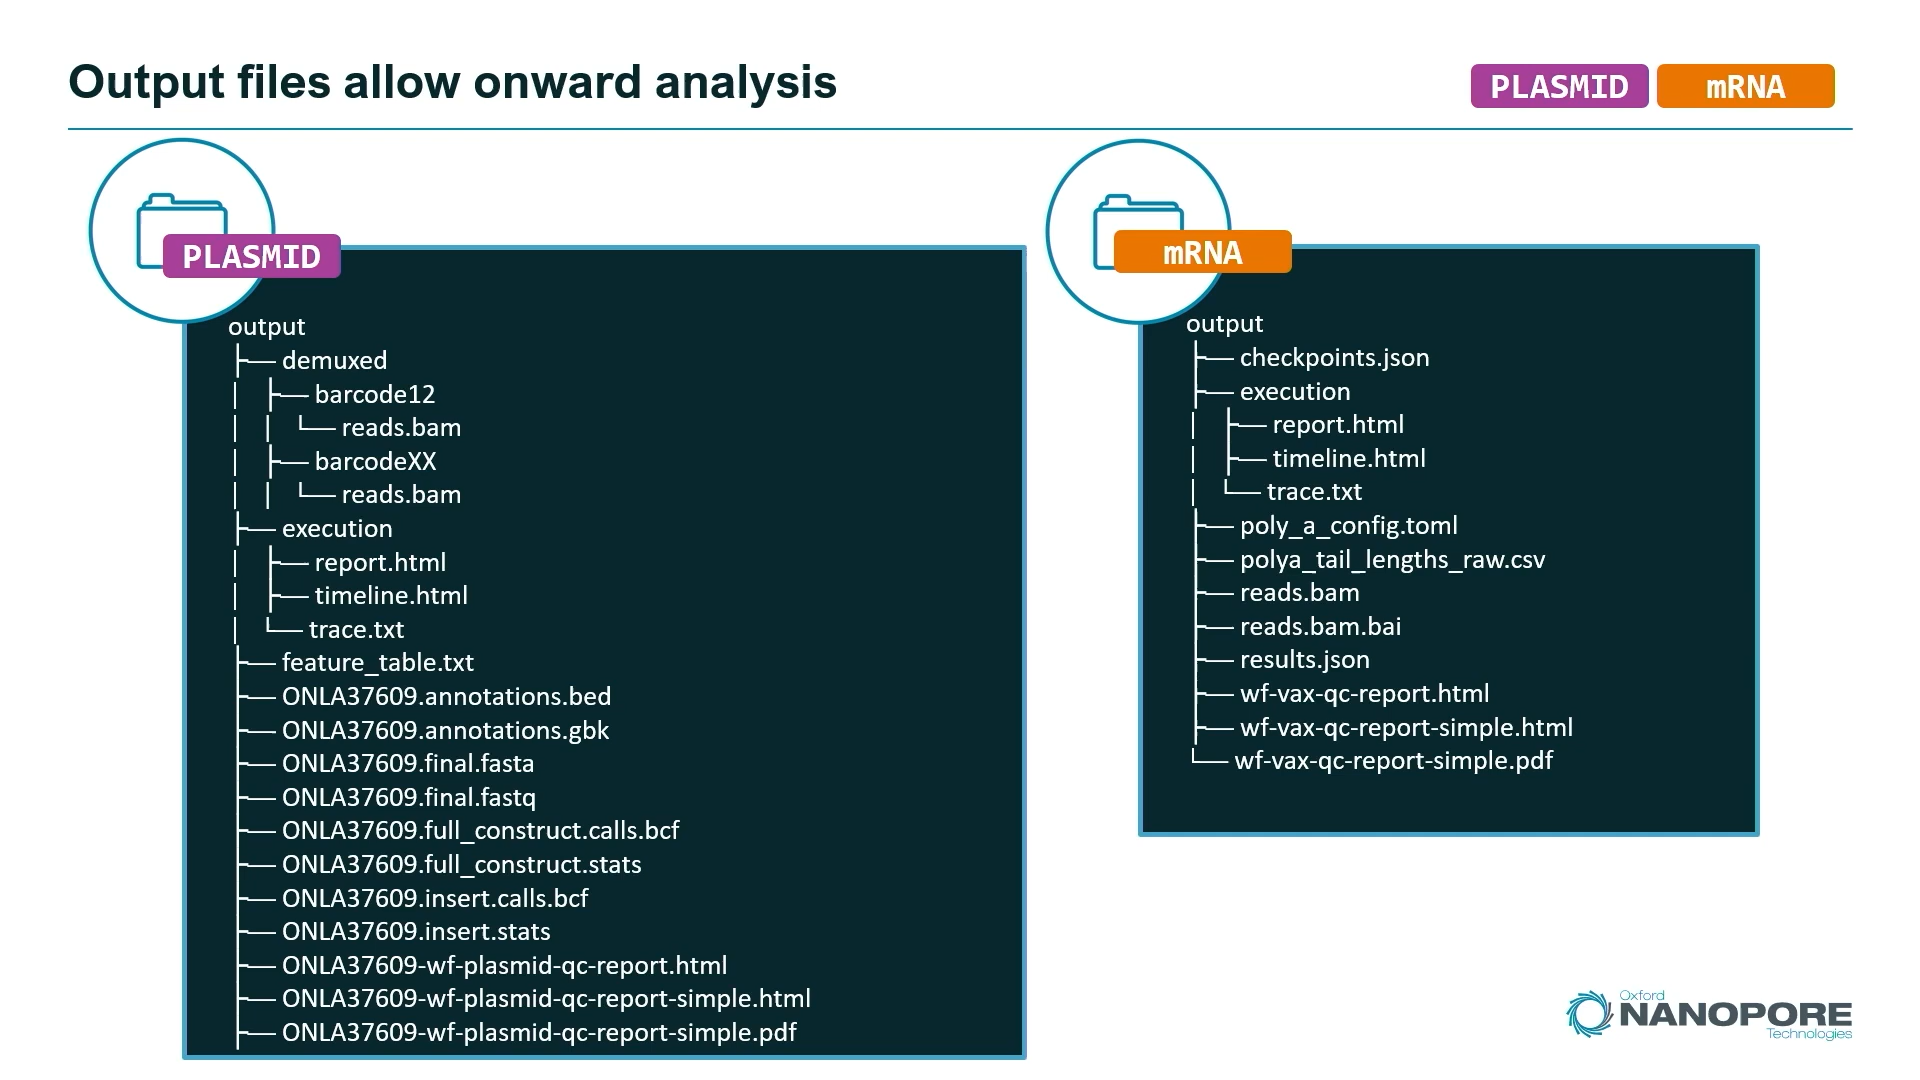 Output files allow onward analysis
PLASMID
mRNA
PLASMID
output
├── demuxed
│ ├── barcode12
│ │ └── reads.bam
│ ├── barcodeXX
│ │ └── reads.bam
├── execution
│ ├── report.html
│ ├── timeline.html
│ └── trace.txt
├── feature_table.txt
├── ONLA37609.annotations.bed
├── ONLA37609.annotations.gbk
├── ONLA37609.final.fasta
├── ONLA37609.final.fastq
├── ONLA37609.full_construct.calls.bcf
├── ONLA37609.full_construct.stats
├── ONLA37609.insert.calls.bcf
├── ONLA37609.insert.stats
├── ONLA37609-wf-plasmid-qc-report.html
├── ONLA37609-wf-plasmid-qc-report-simple.html
├── ONLA37609-wf-plasmid-qc-report-simple.pdf
mRNA
output
├── checkpoints.json
├── execution
│ ├── report.html
│ ├── timeline.html
│ └── trace.txt
├── poly_a_config.toml
├── polya_tail_lengths_raw.csv
├── reads.bam
├── reads.bam.bai
├── results.json
├── wf-vax-qc-report.html
├── wf-vax-qc-report-simple.html
└── wf-vax-qc-report-simple.pdf
Oxford
NANOPORE
Technologies